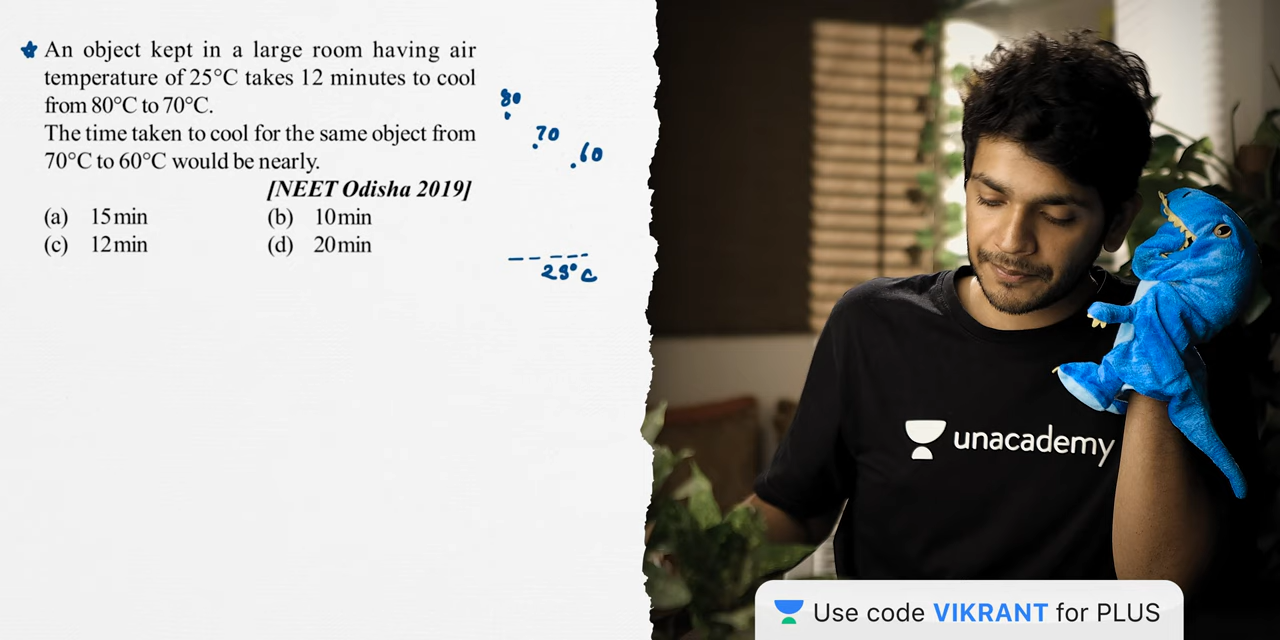 An object kept in a large room having air
temperature of 25°C takes 12 minutes to cool
from 80°C to 70°C.
The time taken to cool for the same object from
70°C to 60°C would be nearly.
[NEET Odisha 2019]
(a) 15 min (b) 10 min
(c) 12 min (d) 20 min
80
70
60
25°C
unacademy
Use code VIKRANT for PLUS